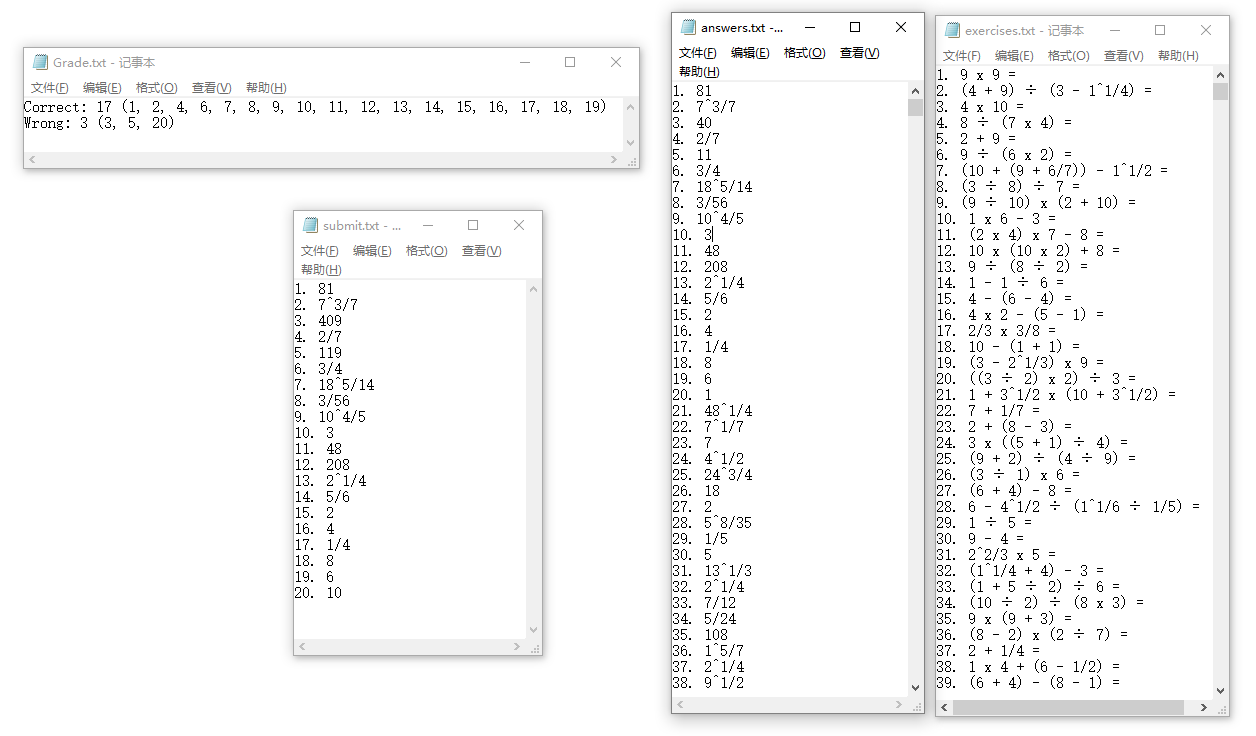 Grade.txt - 记事本
文件(F) 编辑(E) 格式(O) 查看(V) 帮助(H)
Correct: 17 (1, 2, 4, 6, 7, 8, 9, 10, 11, 12, 13, 14, 15, 16, 17, 18, 19)
Wrong: 3 (3, 5, 20)
submit.txt - ...
文件(F) 编辑(E) 格式(O) 查看(V)
帮助(H)
1. 81
2. 7^3/7
3. 409
4. 2/7
5. 119
6. 3/4
7. 18^5/14
8. 3/56
9. 10^4/5
10. 3
11. 48
12. 208
13. 2^1/4
14. 5/6
15. 2
16. 4
17. 1/4
18. 8
19. 6
20. 10
answers.txt -...
文件(F) 编辑(E) 格式(O) 查看(V)
帮助(H)
1. 81
2. 7^3/7
3. 40
4. 2/7
5. 11
6. 3/4
7. 18^5/14
8. 3/56
9. 10^4/5
10. 3
11. 48
12. 208
13. 2^1/4
14. 5/6
15. 2
16. 4
17. 1/4
18. 8
19. 6
20. 1
21. 48^1/4
22. 7^1/7
23. 7
24. 4^1/2
25. 24^3/4
26. 18
27. 2
28. 5^8/35
29. 1/5
30. 5
31. 13^1/3
32. 2^1/4
33. 7/12
34. 5/24
35. 108
36. 1^5/7
37. 2^1/4
38. 9^1/2
exercises.txt - 记事本
文件(F) 编辑(E) 格式(O) 查看(V) 帮助(H)
1. 9 x 9 =
2. (4 + 9) ÷ (3 - 1^1/4) =
3. 4 x 10 =
4. 8 ÷ (7 x 4) =
5. 2 + 9 =
6. 9 ÷ (6 x 2) =
7. (10 + (9 + 6/7)) - 1^1/2 =
8. (3 ÷ 8) ÷ 7 =
9. (9 ÷ 10) x (2 + 10) =
10. 1 x 6 - 3 =
11. (2 x 4) x 7 - 8 =
12. 10 x (10 x 2) + 8 =
13. 9 ÷ (8 ÷ 2) =
14. 1 - 1 ÷ 6 =
15. 4 - (6 - 4) =
16. 4 x 2 - (5 - 1) =
17. 2/3 x 3/8 =
18. 10 - (1 + 1) =
19. (3 - 2^1/3) x 9 =
20. ((3 ÷ 2) x 2) ÷ 3 =
21. 1 + 3^1/2 x (10 + 3^1/2) =
22. 7 + 1/7 =
23. 2 + (8 - 3) =
24. 3 x ((5 + 1) ÷ 4) =
25. (9 + 2) ÷ (4 ÷ 9) =
26. (3 ÷ 1) x 6 =
27. (6 + 4) - 8 =
28. 6 - 4^1/2 ÷ (1^1/6 ÷ 1/5) =
29. 1 ÷ 5 =
30. 9 - 4 =
31. 2^2/3 x 5 =
32. (1^1/4 + 4) - 3 =
33. (1 + 5 ÷ 2) ÷ 6 =
34. (10 ÷ 2) ÷ (8 x 3) =
35. 9 x (9 + 3) =
36. (8 - 2) x (2 ÷ 7) =
37. 2 + 1/4 =
38. 1 x 4 + (6 - 1/2) =
39. (6 + 4) - (8 - 1) =